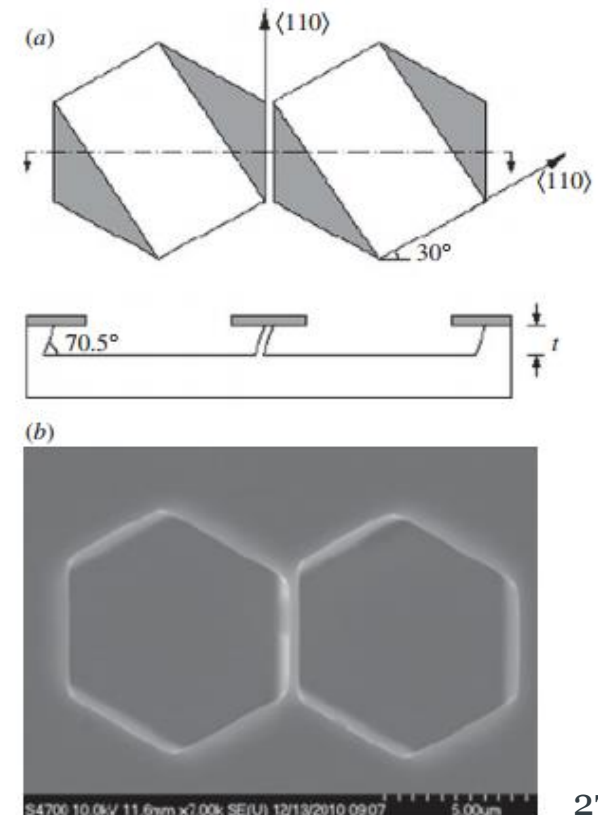 (a)
⟨110⟩
⟨110⟩
30°
70.5°
t
(b)
S4700 10.0kV 11.6mm x7.00k SE(U) 12/13/2010 09:07
5.00um